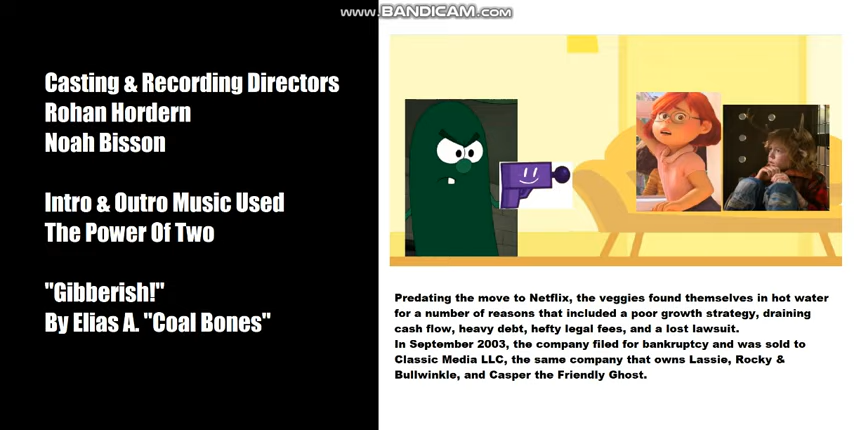 www.BANDICAM.com
Casting & Recording Directors
Rohan Hordern
Noah Bisson
Intro & Outro Music Used
The Power Of Two
"Gibberish!"
By Elias A. "Coal Bones"
Predating the move to Netflix, the veggies found themselves in hot water
for a number of reasons that included a poor growth strategy, draining
cash flow, heavy debt, hefty legal fees, and a lost lawsuit.
In September 2003, the company filed for bankruptcy and was sold to
Classic Media LLC, the same company that owns Lassie, Rocky &
Bullwinkle, and Casper the Friendly Ghost.